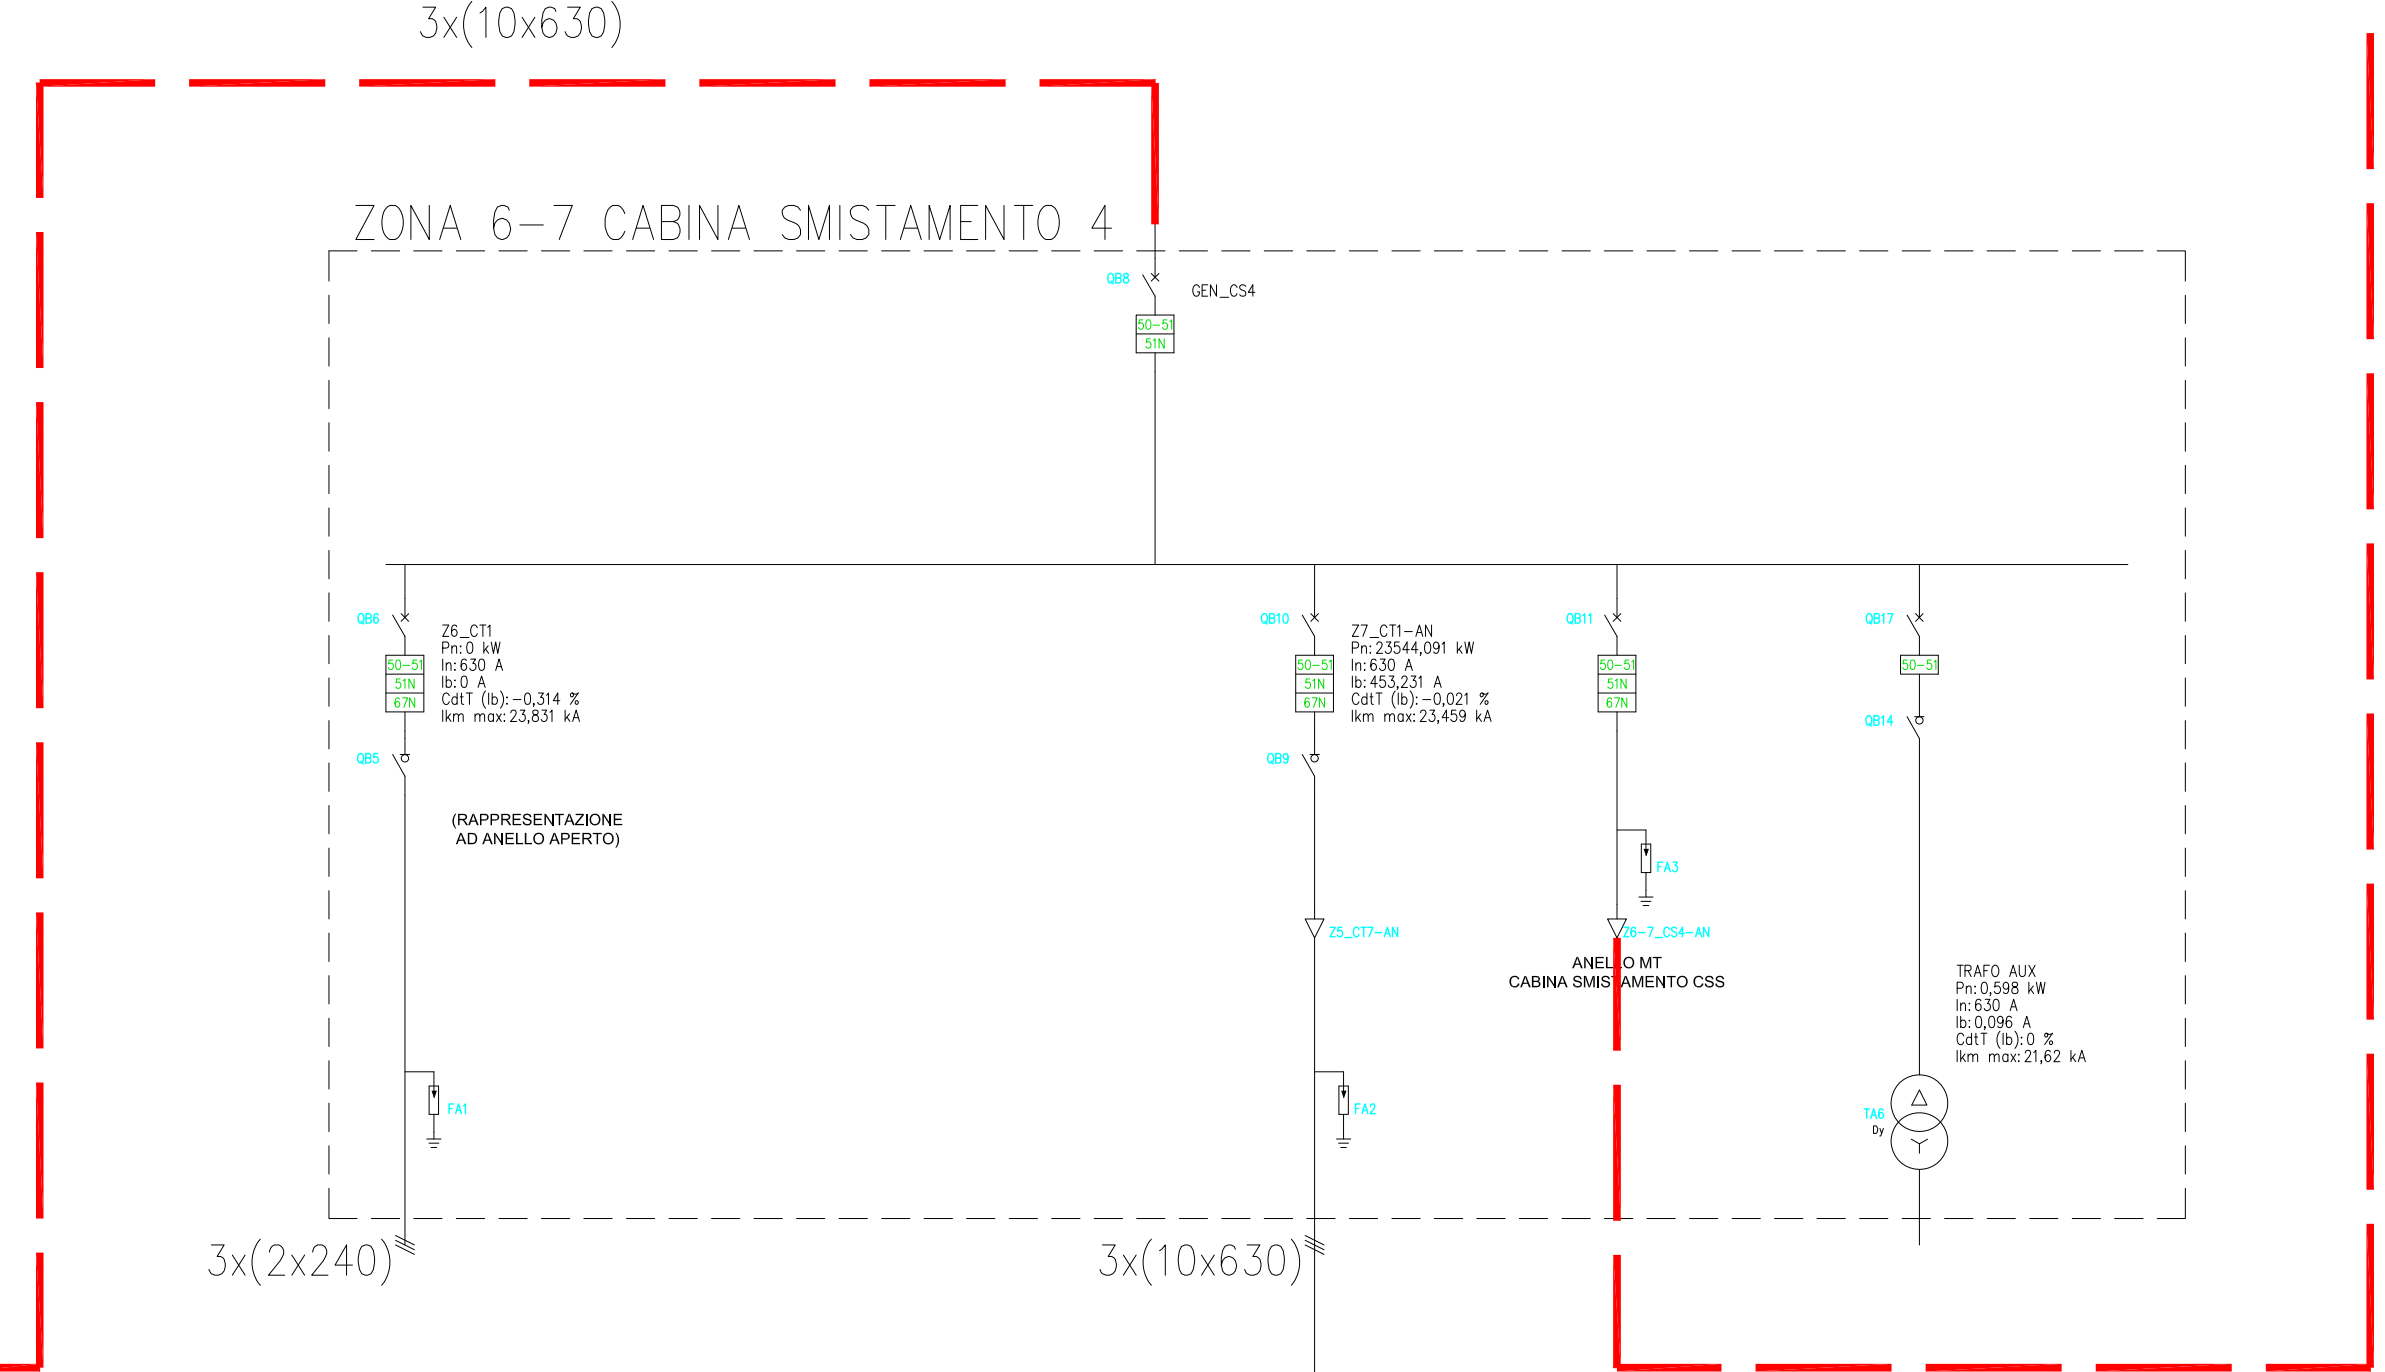 3x(10x630)
ZONA 6-7 CABINA SMISTAMENTO 4
QB8
GEN_CS4
50-51
51N
QB6
Z6_CT1
Pn:0 kW
In:630 A
Ib:0 A
CdtT (Ib):-0,314 %
Ikm max:23,831 kA
50-51
51N
67N
QB5
(RAPPRESENTAZIONE
AD ANELLO APERTO)
FA1
3x(2x240)
QB10
Z7_CT1-AN
Pn:23544,091 kW
In:630 A
Ib:453,231 A
CdtT (Ib):-0,021 %
Ikm max:23,459 kA
50-51
51N
67N
QB9
Z5_CT7-AN
FA2
3x(10x630)
QB11
50-51
51N
67N
FA3
Z6-7_CS4-AN
ANELLO MT
CABINA SMISTAMENTO CSS
QB17
50-51
QB14
TRAFO AUX
Pn:0,598 kW
In:630 A
Ib:0,096 A
CdtT (Ib):0 %
Ikm max:21,62 kA
TA6
Dy